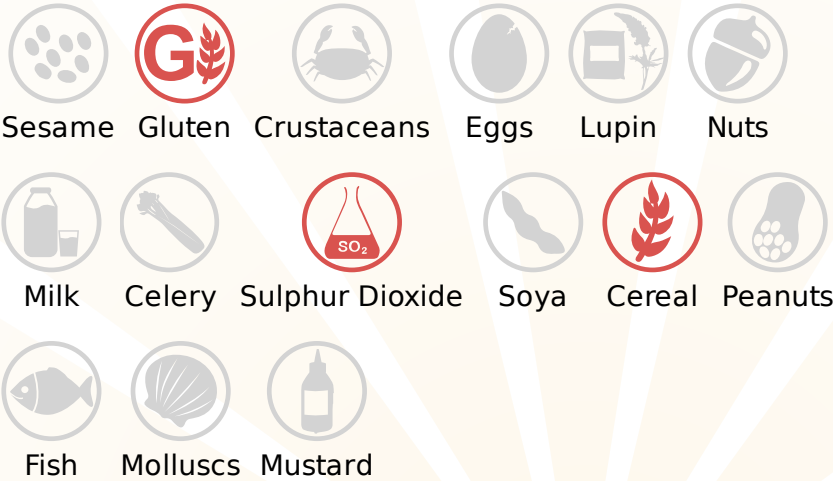 G
Sesame Gluten Crustaceans Eggs Lupin Nuts
SO₂
Milk Celery Sulphur Dioxide Soya Cereal Peanuts
Fish Molluscs Mustard